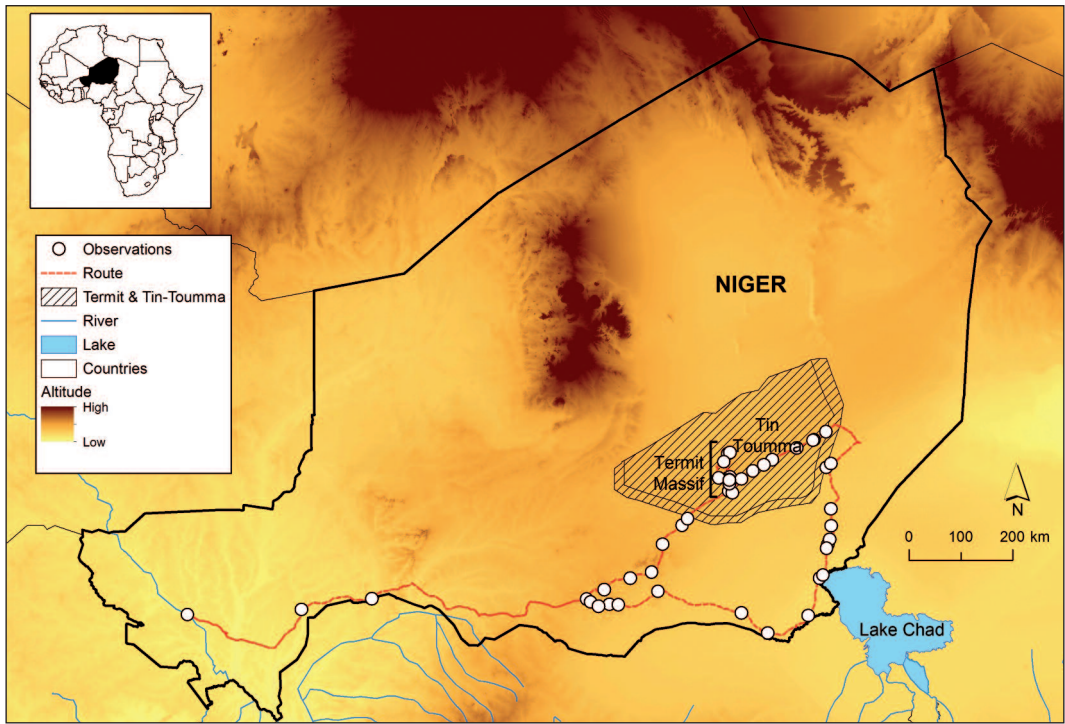 Observations
Route
Termit & Tin-Toumma
River
Lake
Countries
Altitude
High
Low
NIGER
Tin
Toumma
Termit
Massif
N
0 100 200 km
Lake Chad